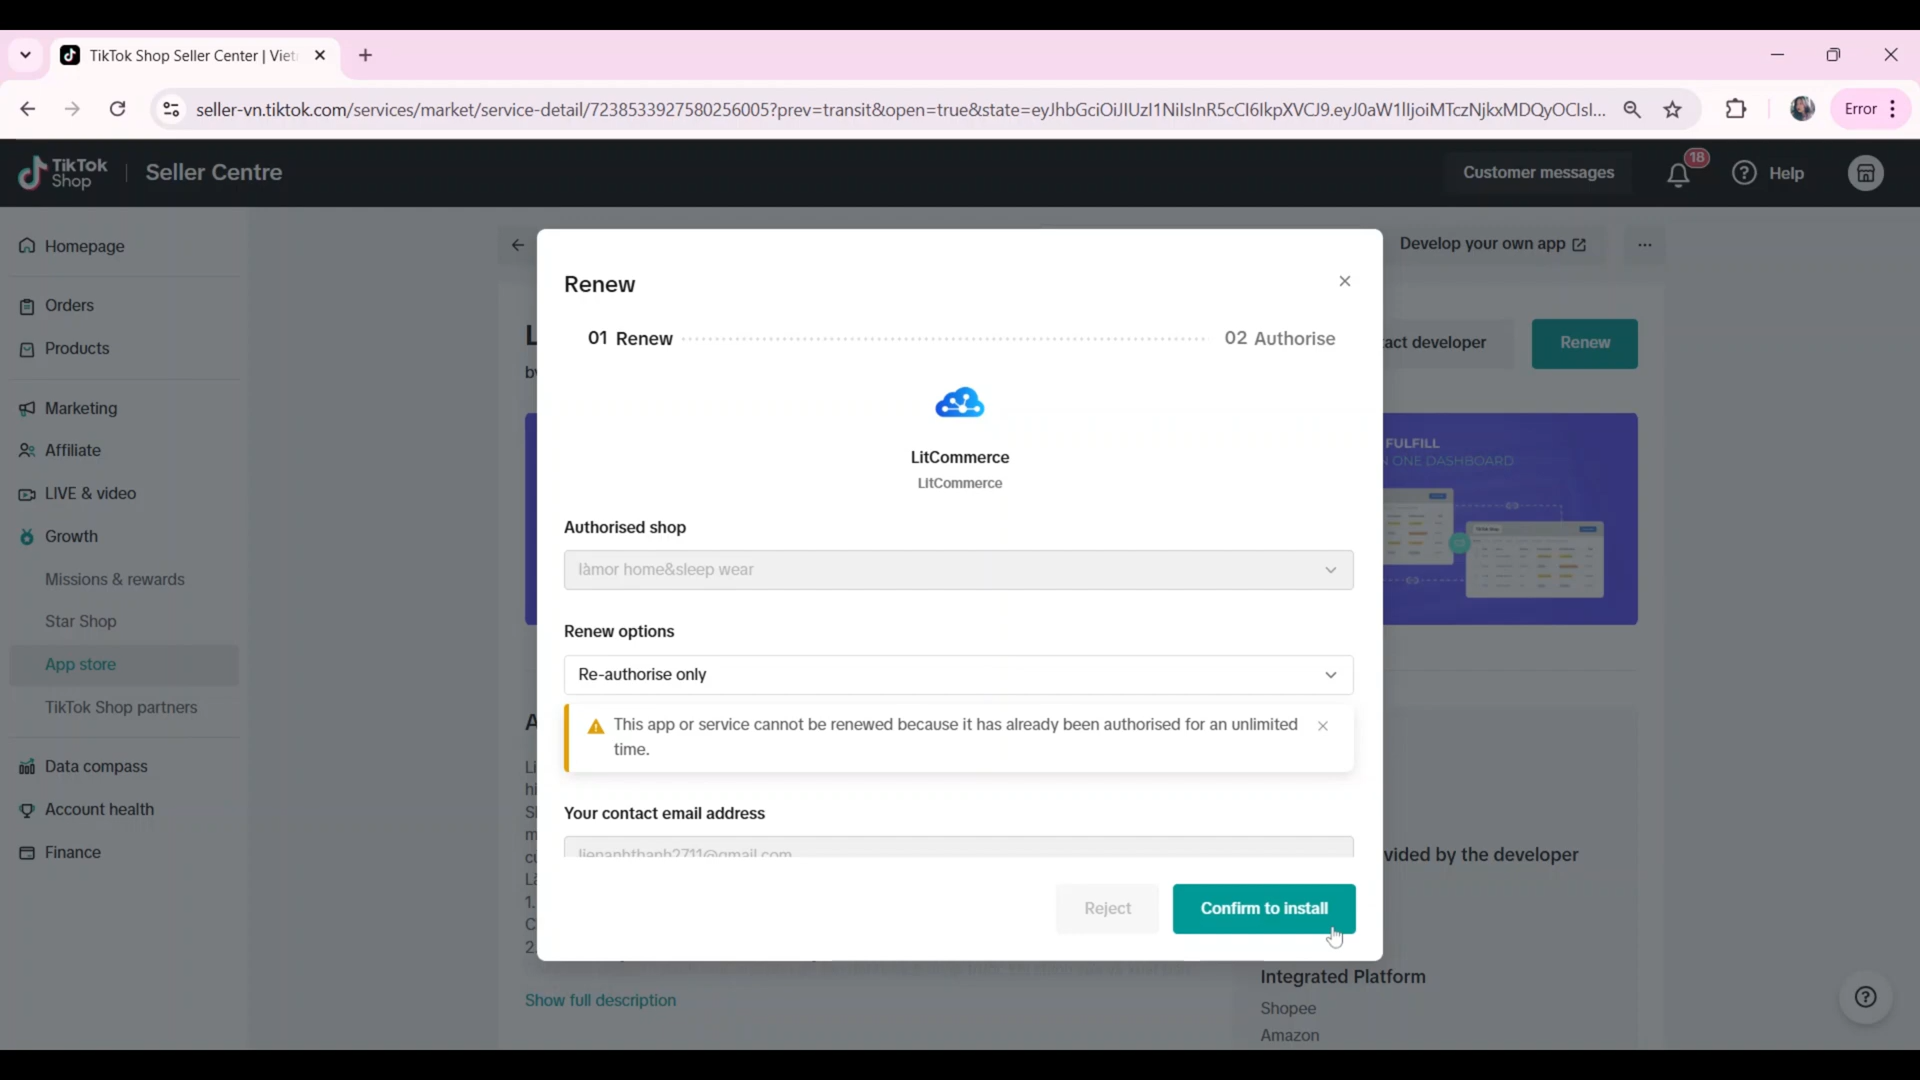 TikTok Shop Seller Center | Viet
seller-vn.tiktok.com/services/market/service-detail/7238533927580256005?prev=transit&open=true&state=eyJhbGciOiJIUzI1NiIsInR5cCI6IkpXVCJ9.eyJ0aW1lIjoiMTczNjkxMDQyOCIsI...
Error
TikTok Shop
Seller Centre
Customer messages
18
Help
Homepage
Orders
Products
Marketing
Affiliate
LIVE & video
Growth
Missions & rewards
Star Shop
App store
TikTok Shop partners
Data compass
Account health
Finance
Develop your own app
Renew
01 Renew
02 Authorise
LitCommerce
LitCommerce
Authorised shop
làmor home&sleep wear
Renew options
Re-authorise only
This app or service cannot be renewed because it has already been authorised for an unlimited
time.
Your contact email address
lienanhthanh2711@gmail.com
Reject
Confirm to install
act developer
Renew
FULFILL
ONE DASHBOARD
vided by the developer
Integrated Platform
Shopee
Amazon
1.
2.
Show full description